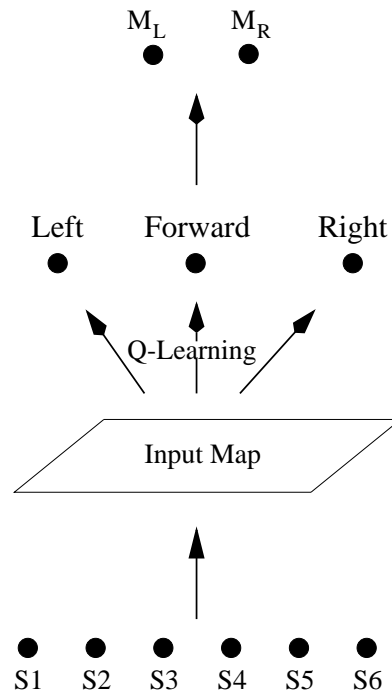 M_L M_R
Left Forward Right
Q-Learning
Input Map
S1 S2 S3 S4 S5 S6